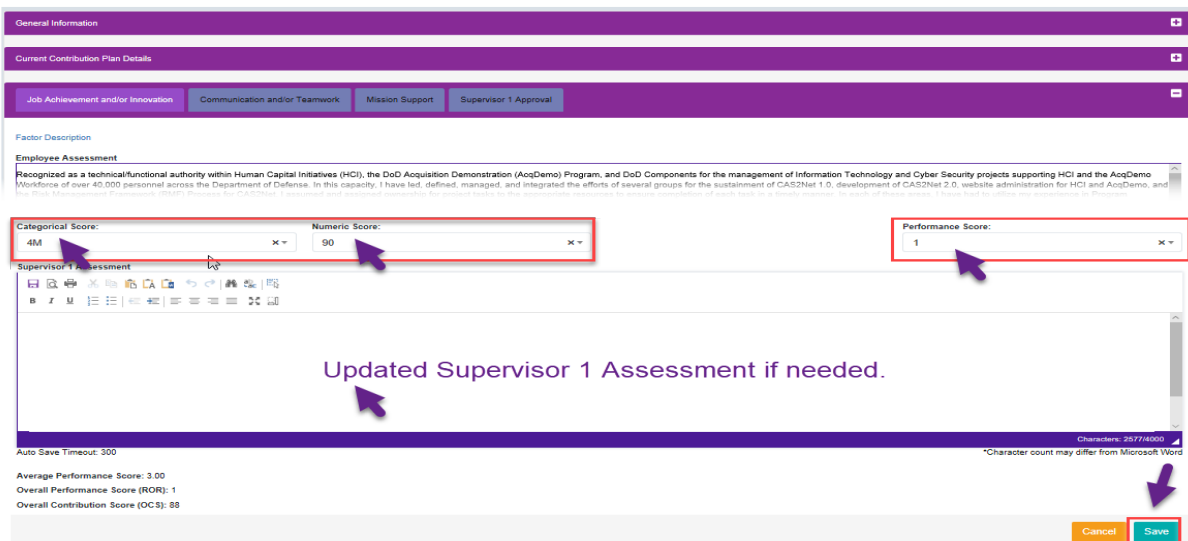 General Information
Current Contribution Plan Details
Job Achievement and/or Innovation Communication and/or Teamwork Mission Support Supervisor 1 Approval
Factor Description
Employee Assessment
Recognized as a technical/functional authority within Human Capital Initiatives (HCI), the DoD Acquisition Demonstration (AcqDemo) Program, and DoD Components for the management of Information Technology and Cyber Security projects supporting HCI and the AcqDemo
Workforce of over 40,000 personnel across the Department of Defense. In this capacity, I have led, defined, managed, and integrated the efforts of several groups for the sustainment of CAS2Net 1.0, development of CAS2Net 2.0, website administration for HCI and AcqDemo, and
Categorical Score: Numeric Score: Performance Score:
4M 90 1
Supervisor 1 Assessment
B I U
Updated Supervisor 1 Assessment if needed.
Characters: 2577/4000
Auto Save Timeout: 300 *Character count may differ from Microsoft Word
Average Performance Score: 3.00
Overall Performance Score (ROR): 1
Overall Contribution Score (OCS): 88
Cancel Save